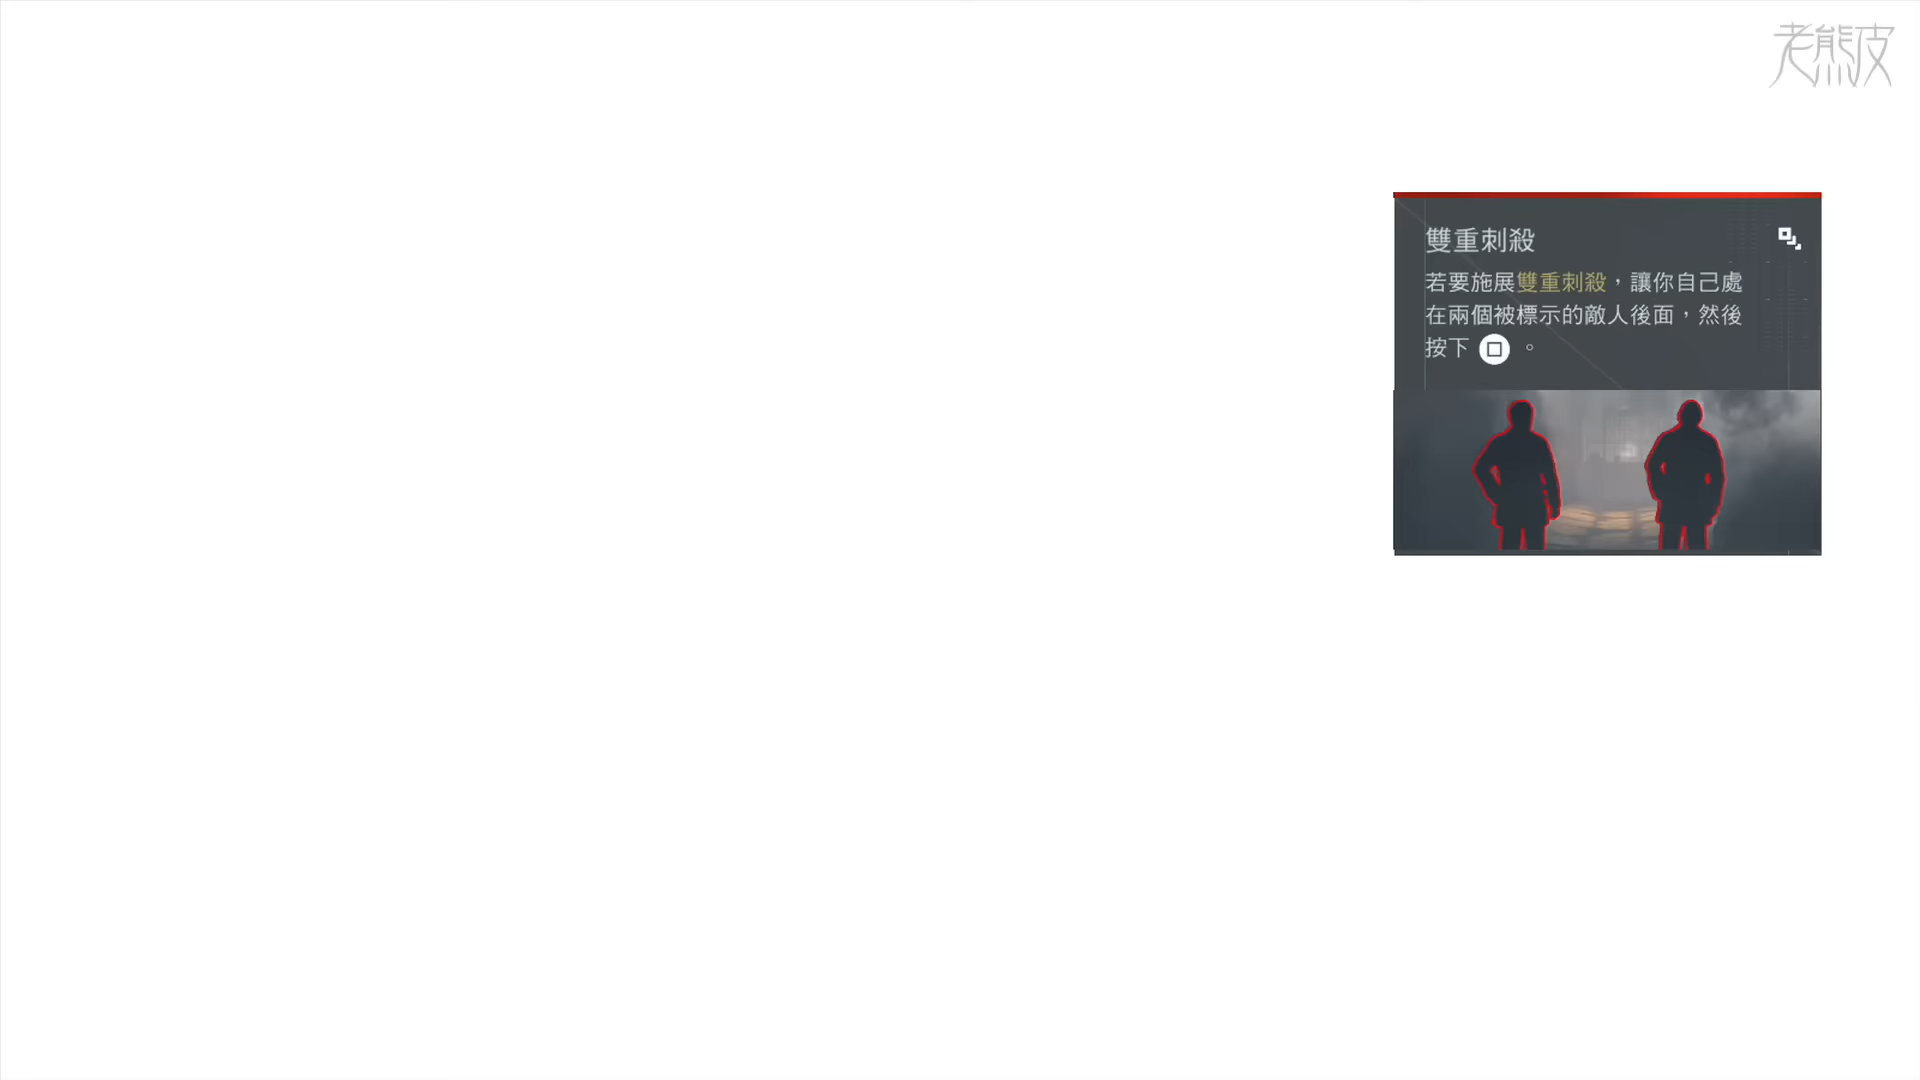 老熊皮
雙重刺殺
若要施展雙重刺殺，讓你自己處
在兩個被標示的敵人後面，然後
按下 。